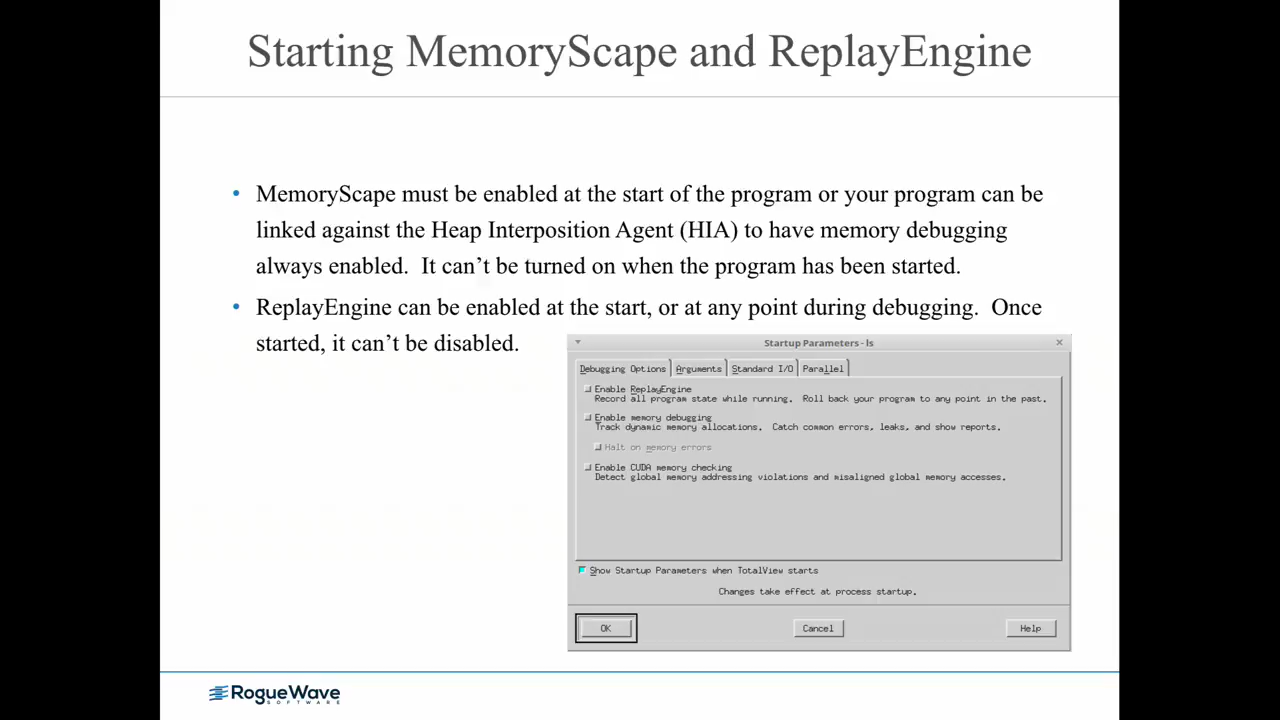 Starting MemoryScape and ReplayEngine
• MemoryScape must be enabled at the start of the program or your program can be
linked against the Heap Interposition Agent (HIA) to have memory debugging
always enabled.  It can’t be turned on when the program has been started.
• ReplayEngine can be enabled at the start, or at any point during debugging.  Once
started, it can’t be disabled.
Startup Parameters - ls
Debugging Options Arguments Standard I/O Parallel
Enable ReplayEngine
Record all program state while running.  Roll back your program to any point in the past.
Enable memory debugging
Track dynamic memory allocations.  Catch common errors, leaks, and show reports.
Halt on memory errors
Enable CUDA memory checking
Detect global memory addressing violations and misaligned global memory accesses.
Show Startup Parameters when TotalView starts
Changes take effect at process startup.
OK Cancel Help
RogueWave
SOFTWARE